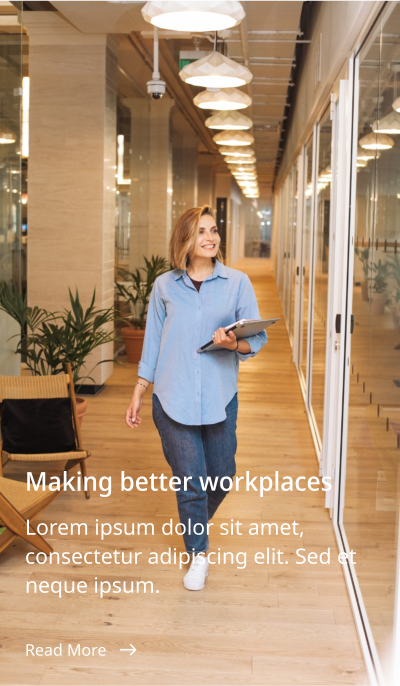 Making better workplaces
Lorem ipsum dolor sit amet,
consectetur adipiscing elit. Sed et
neque ipsum.
Read More →